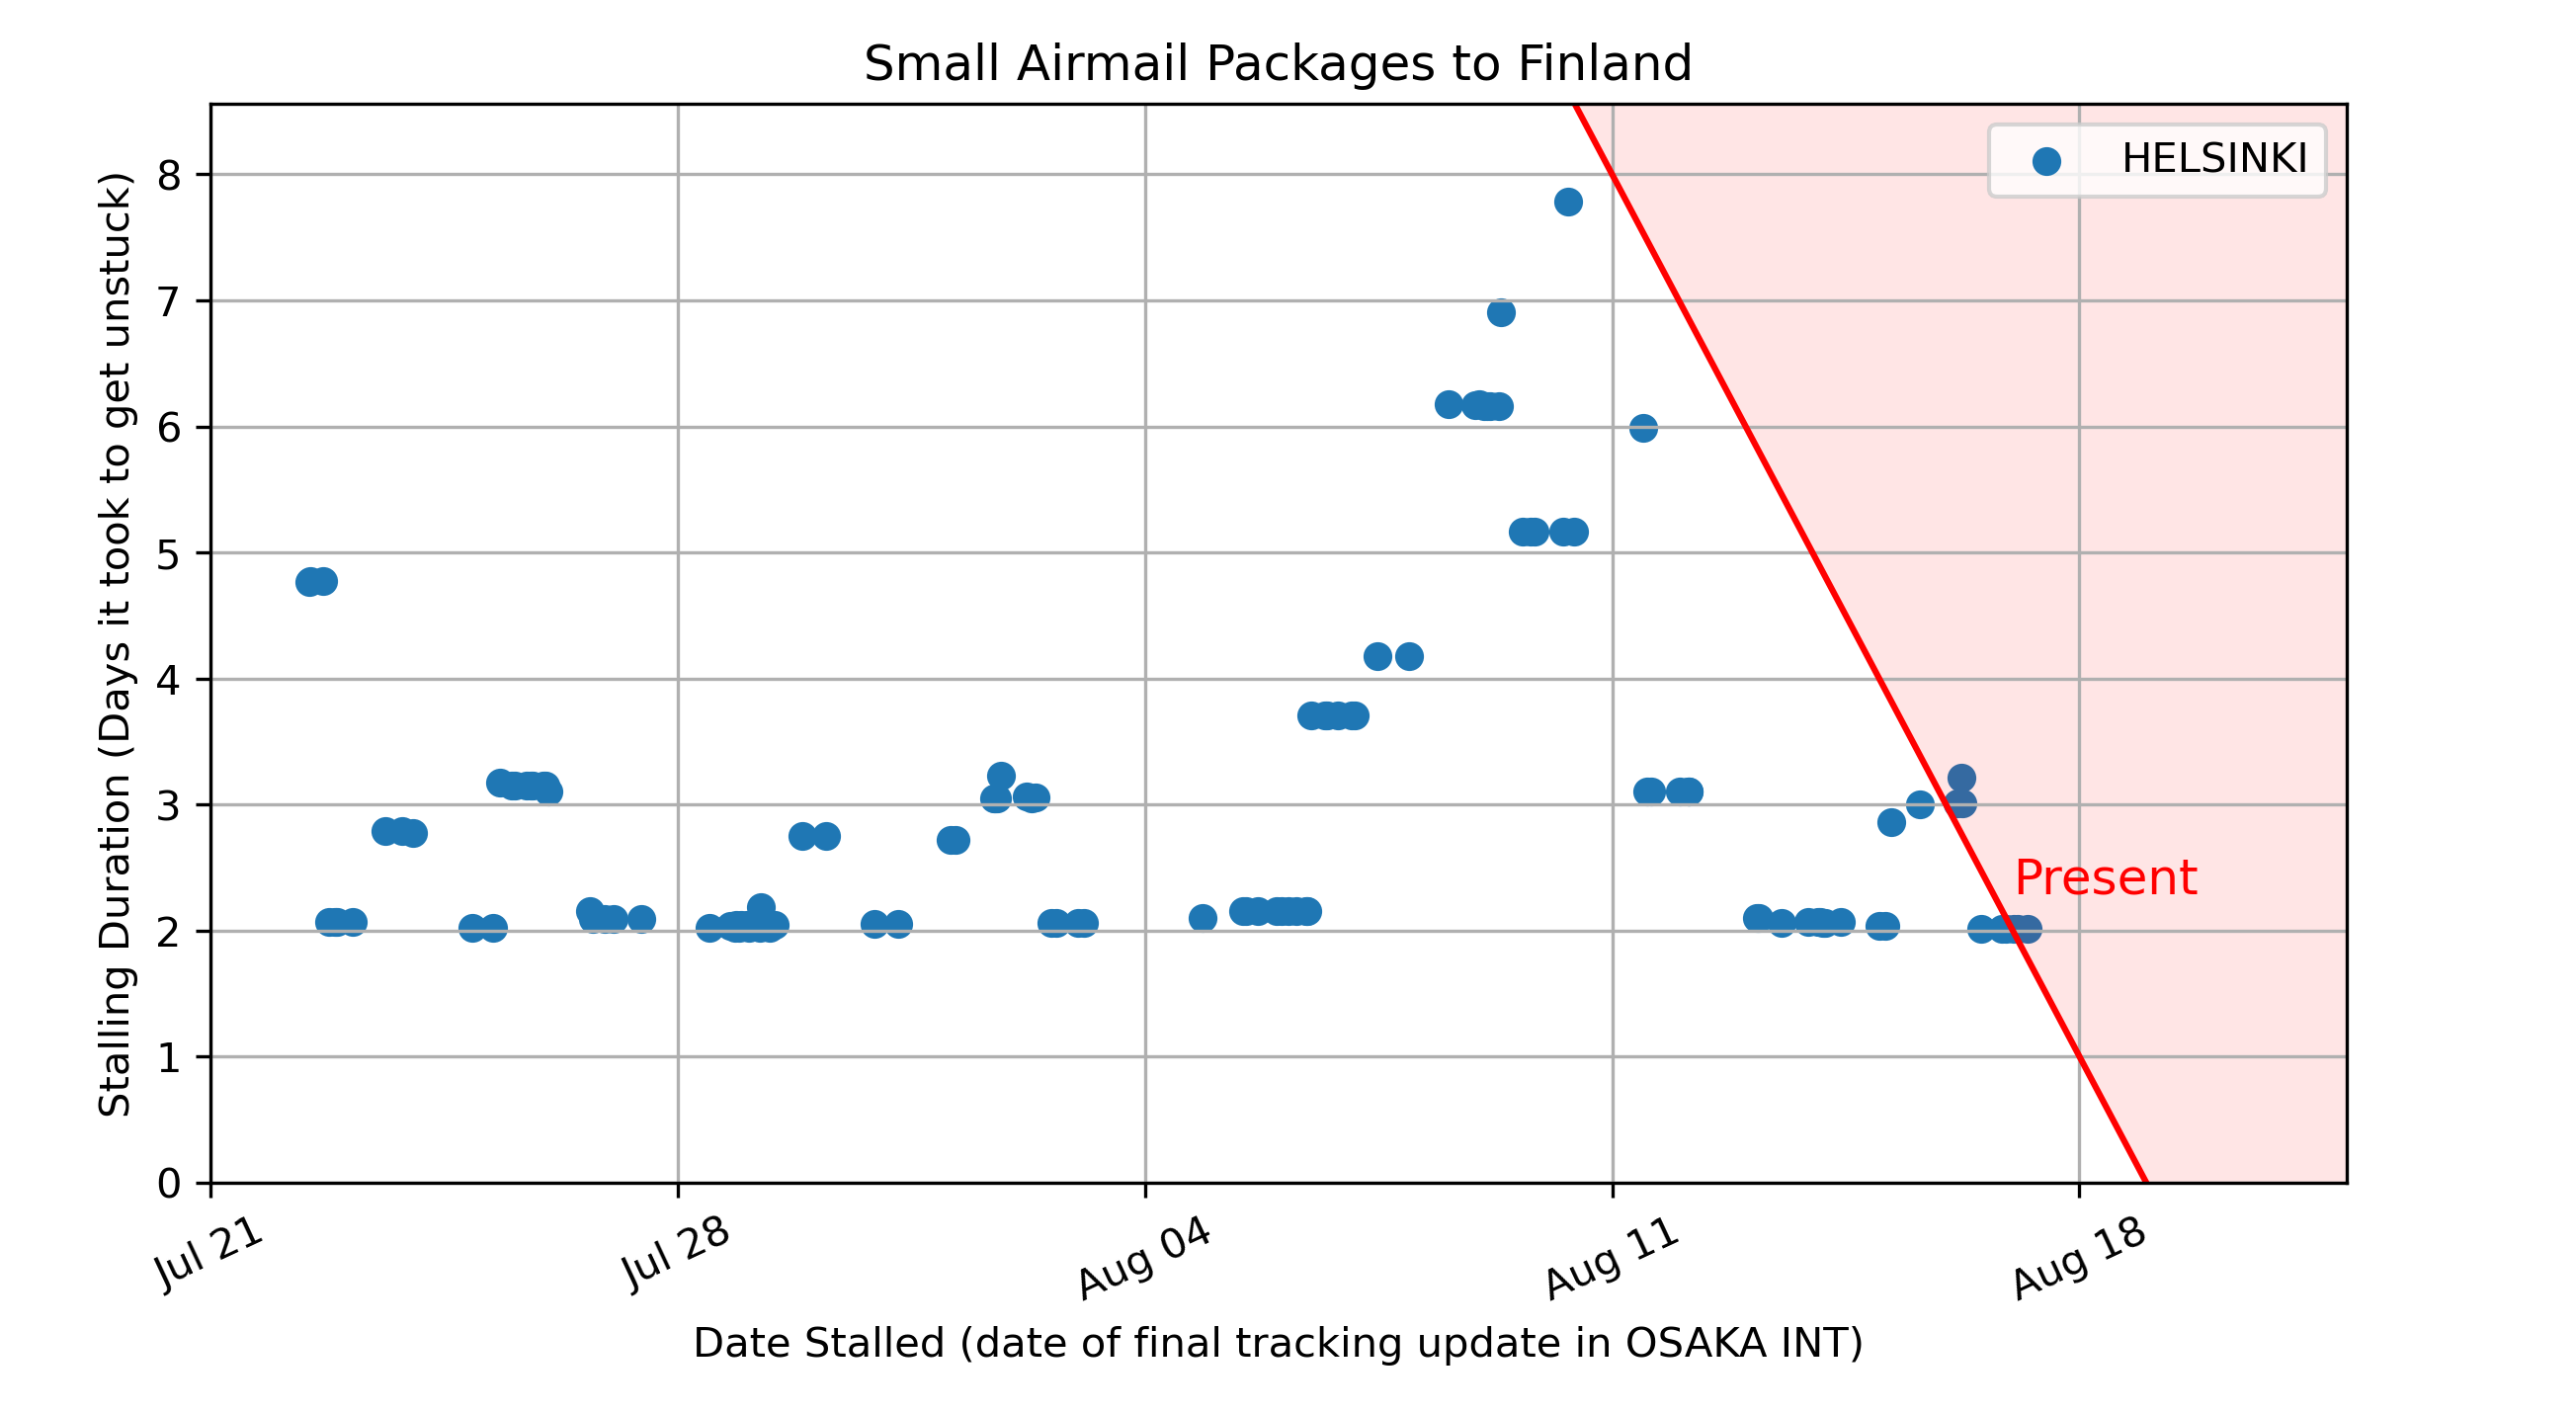 Small Airmail Packages to Finland
HELSINKI
Stalling Duration (Days it took to get unstuck)
8
7
6
5
4
3
2
1
0
Present
Jul 21
Jul 28
Aug 04
Aug 11
Aug 18
Date Stalled (date of final tracking update in OSAKA INT)